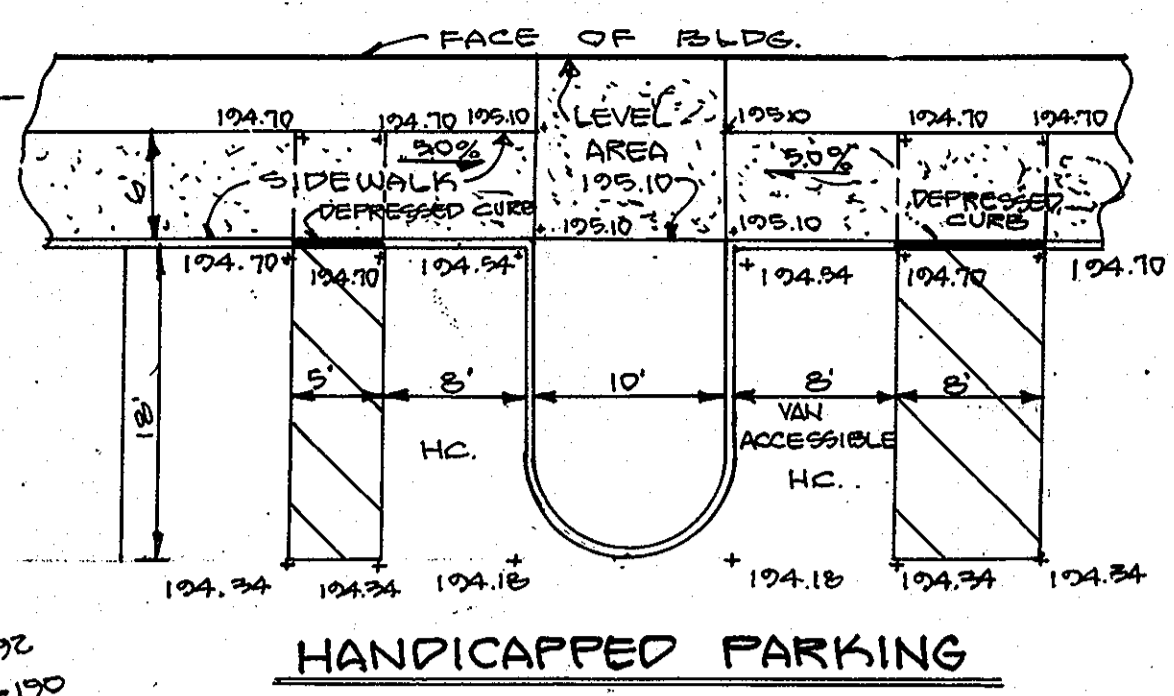 FACE OF BLDG.
194.70 194.70 195.10 LEVEL 195.10 194.70 194.70
5.0% AREA 5.0%
6' SIDEWALK 195.10 DEPRESSED
DEPRESSED CURB CURB
195.10 195.10
194.70 194.70 194.54 194.54 194.70 194.70
5' 8' 10' 8' 8'
18' VAN
HC. ACCESSIBLE
HC.
194.34 194.34 194.18 194.18 194.34 194.34
HANDICAPPED PARKING
190